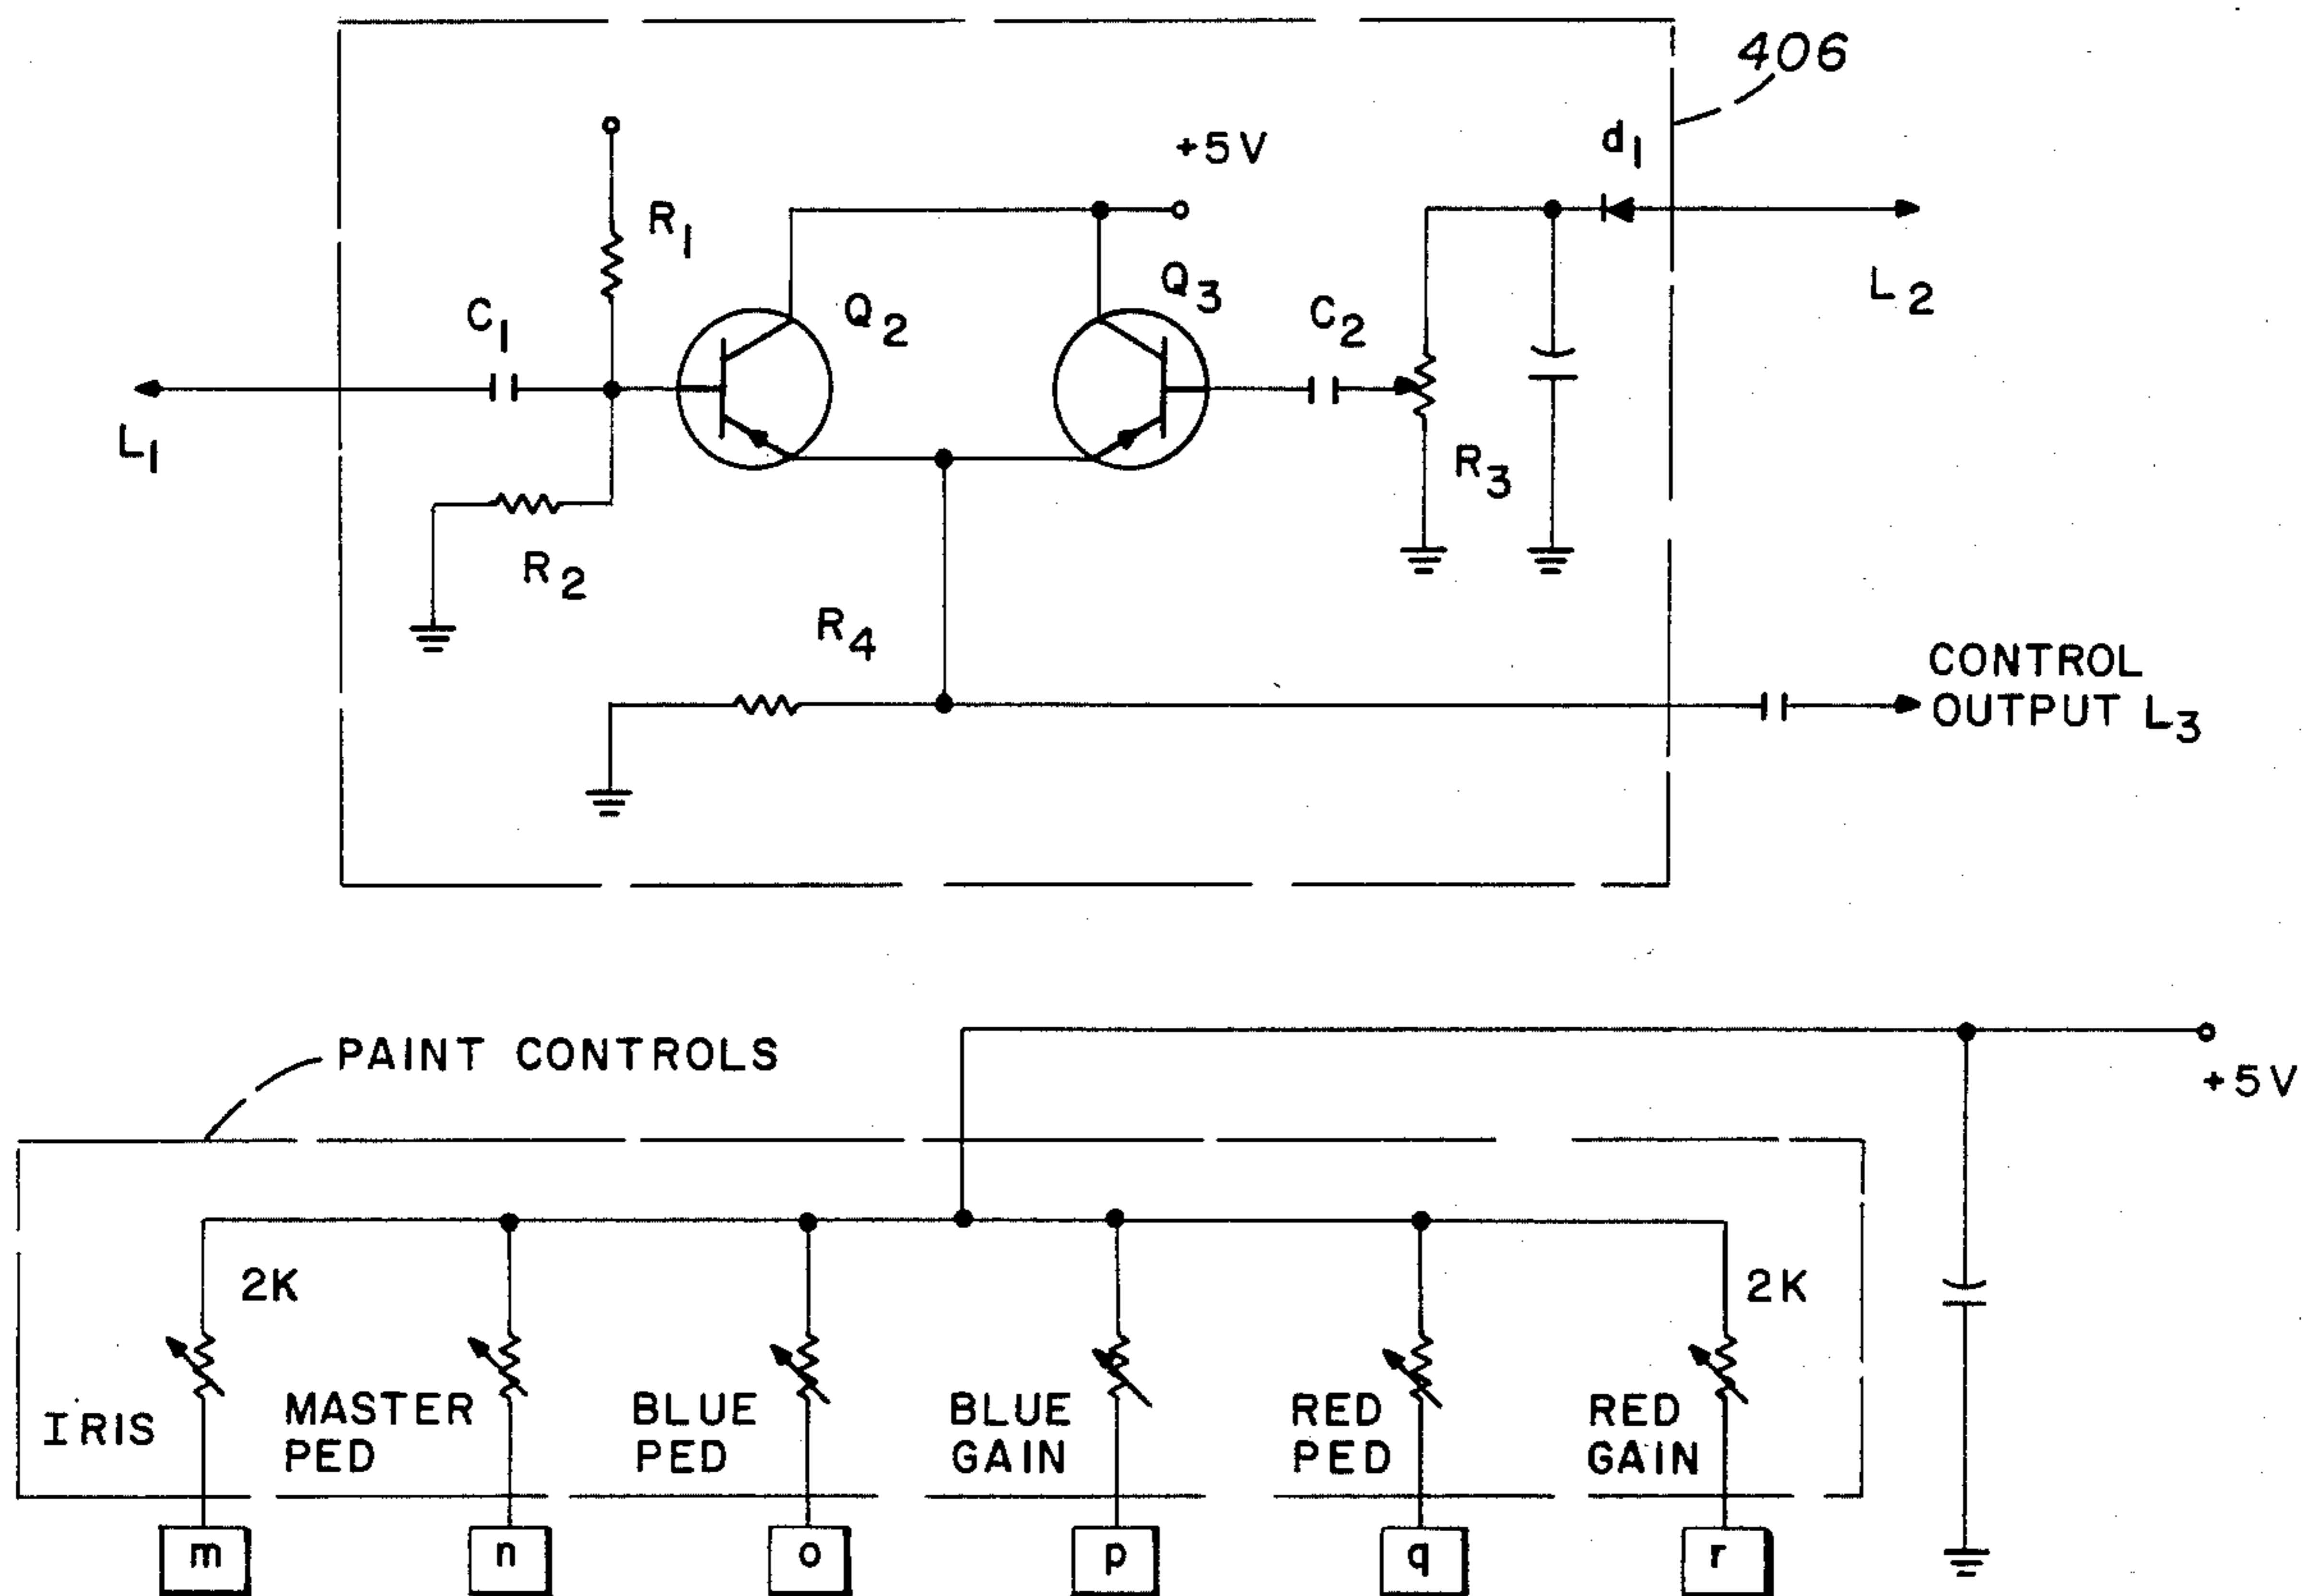 406
d1
+5V
R1
Q3
L2
C1
Q2
C2
L1
R3
R2
R4
CONTROL
OUTPUT L3
PAINT CONTROLS
+5V
2K
2K
IRIS
MASTER
PED
BLUE
PED
BLUE
GAIN
RED
PED
RED
GAIN
m
n
o
p
q
r